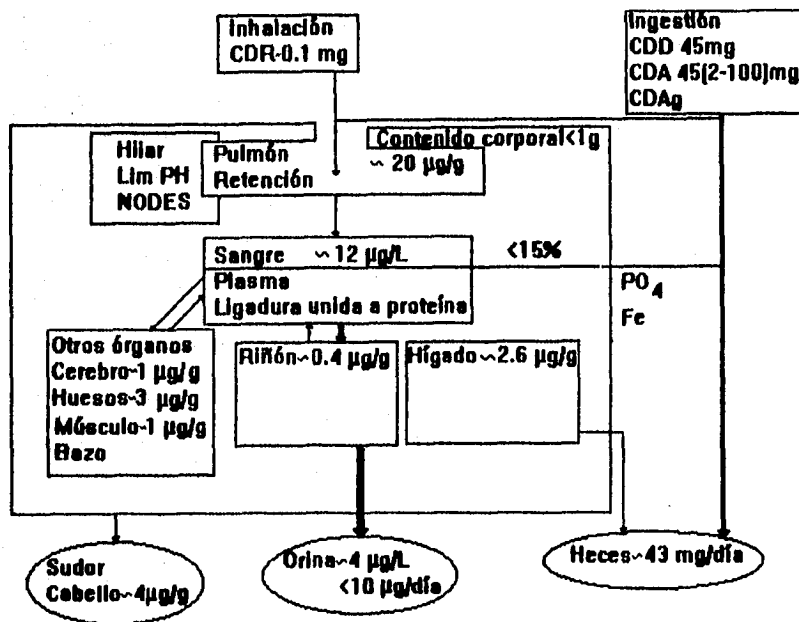 Inhalación
CDR-0.1 mg
Ingestión
CDD 45mg
CDA 45(2-100)mg
CDAg
Hilar
Lim PH
NODES
Pulmón
Retención
Contenido corporal<1g
~ 20 µg/g
Sangre ~12 µg/L
<15%
Plasma
Ligadura unida a proteína
PO4
Fe
Otros órganos
Cerebro~1 µg/g
Huesos~3 µg/g
Músculo~1 µg/g
Bazo
Riñón~0.4 µg/g
Hígado~2.6 µg/g
Sudor
Cabello~4µg/g
Orina~4 µg/L
<10 µg/día
Heces~43 mg/día